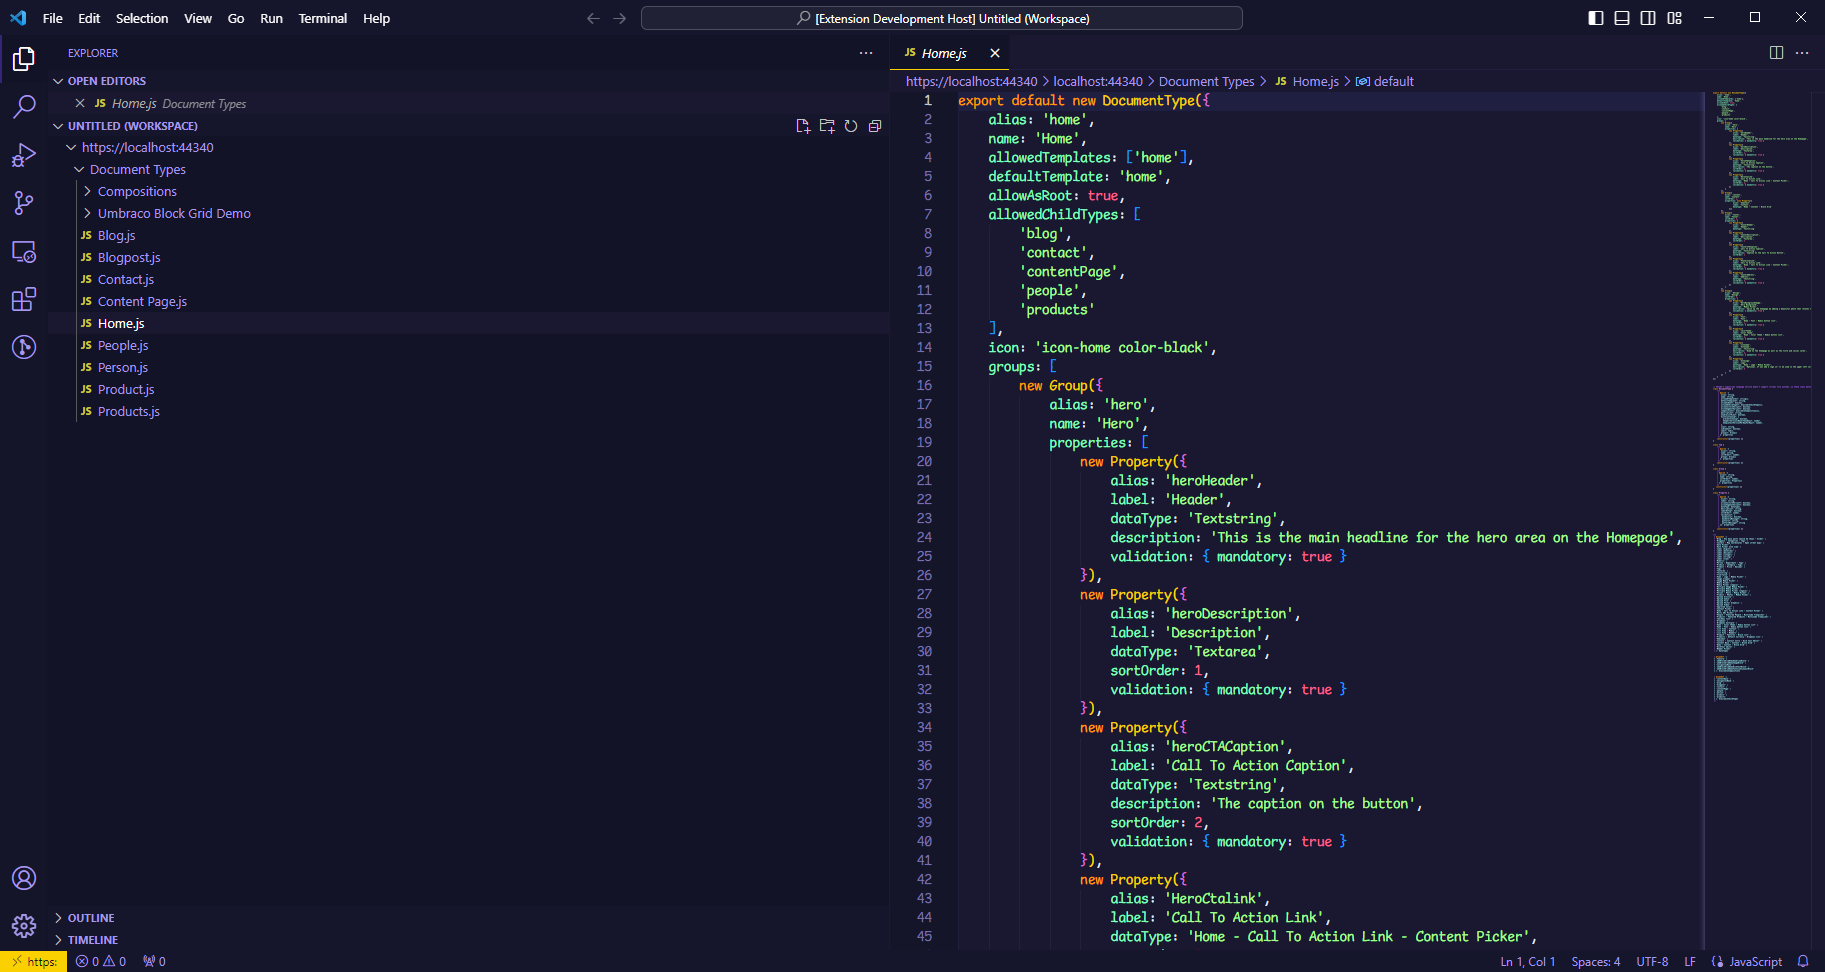 File Edit Selection View Go Run Terminal Help
[Extension Development Host] Untitled (Workspace)
EXPLORER
OPEN EDITORS
JS Home.js Document Types
UNTITLED (WORKSPACE)
https://localhost:44340
Document Types
Compositions
Umbraco Block Grid Demo
JS Blog.js
JS Blogpost.js
JS Contact.js
JS Content Page.js
JS Home.js
JS People.js
JS Person.js
JS Product.js
JS Products.js
OUTLINE
TIMELINE
JS Home.js
https://localhost:44340 > localhost:44340 > Document Types > JS Home.js > default
1 export default new DocumentType({
2 alias: 'home',
3 name: 'Home',
4 allowedTemplates: ['home'],
5 defaultTemplate: 'home',
6 allowAsRoot: true,
7 allowedChildTypes: [
8 'blog',
9 'contact',
10 'contentPage',
11 'people',
12 'products'
13 ],
14 icon: 'icon-home color-black',
15 groups: [
16 new Group({
17 alias: 'hero',
18 name: 'Hero',
19 properties: [
20 new Property({
21 alias: 'heroHeader',
22 label: 'Header',
23 dataType: 'Textstring',
24 description: 'This is the main headline for the hero area on the Homepage',
25 validation: { mandatory: true }
26 }),
27 new Property({
28 alias: 'heroDescription',
29 label: 'Description',
30 dataType: 'Textarea',
31 sortOrder: 1,
32 validation: { mandatory: true }
33 }),
34 new Property({
35 alias: 'heroCTACaption',
36 label: 'Call To Action Caption',
37 dataType: 'Textstring',
38 description: 'The caption on the button',
39 sortOrder: 2,
40 validation: { mandatory: true }
41 }),
42 new Property({
43 alias: 'HeroCtalink',
44 label: 'Call To Action Link',
45 dataType: 'Home - Call To Action Link - Content Picker',
https: 0 0 0
Ln 1, Col 1 Spaces: 4 UTF-8 LF JavaScript